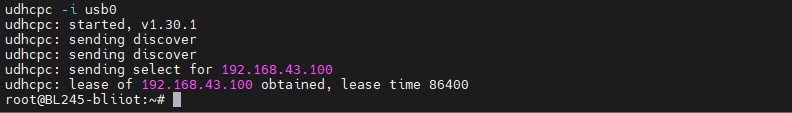 udhcpc -i usb0
udhcpc: started, v1.30.1
udhcpc: sending discover
udhcpc: sending discover
udhcpc: sending select for 192.168.43.100
udhcpc: lease of 192.168.43.100 obtained, lease time 86400
root@BL245-bliiot:~#